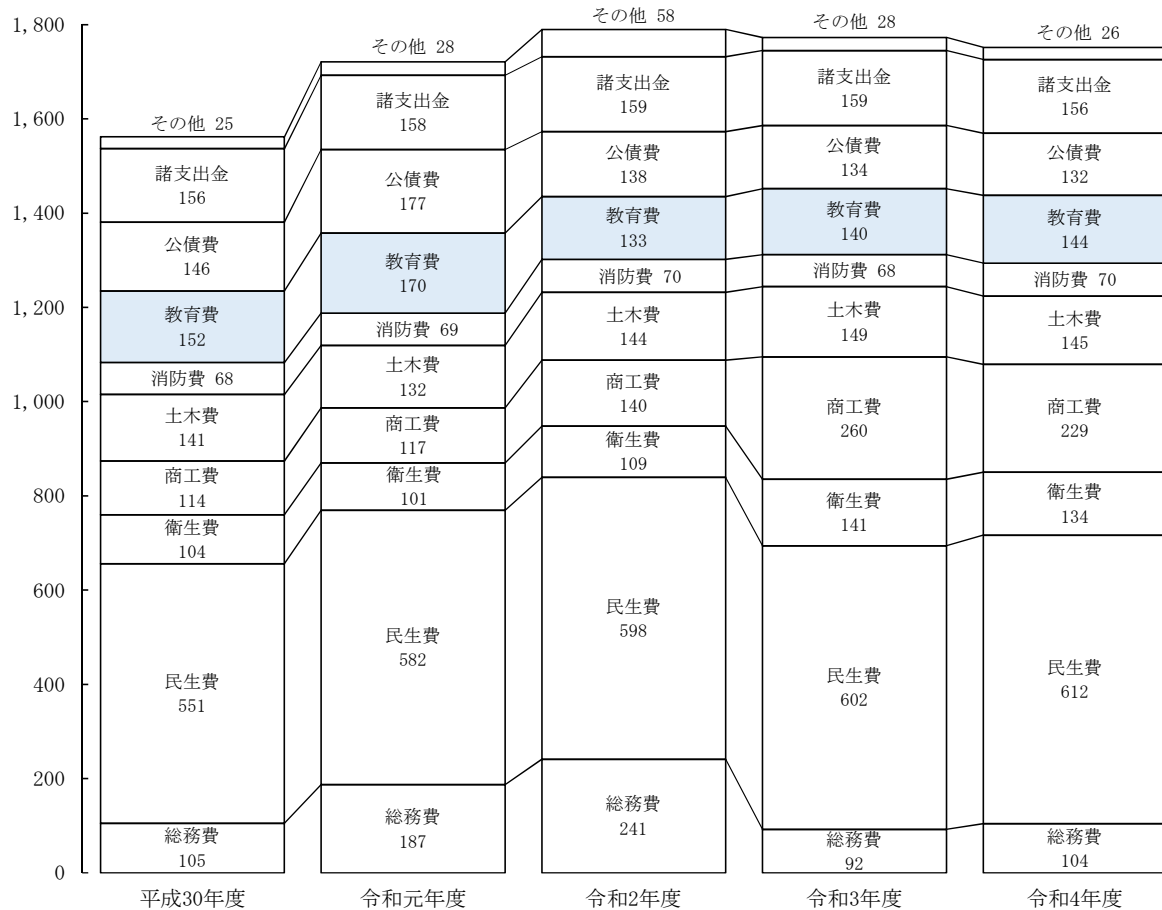 1,800
1,600
1,400
1,200
1,000
800
600
400
200
0
その他 25
諸支出金
156
公債費
146
教育費
152
消防費 68
土木費
141
商工費
114
衛生費
104
民生費
551
総務費
105
平成30年度
その他 28
諸支出金
158
公債費
177
教育費
170
消防費 69
土木費
132
商工費
117
衛生費
101
民生費
582
総務費
187
令和元年度
その他 58
諸支出金
159
公債費
138
教育費
133
消防費 70
土木費
144
商工費
140
衛生費
109
民生費
598
総務費
241
令和2年度
その他 28
諸支出金
159
公債費
134
教育費
140
消防費 68
土木費
149
商工費
260
衛生費
141
民生費
602
総務費
92
令和3年度
その他 26
諸支出金
156
公債費
132
教育費
144
消防費 70
土木費
145
商工費
229
衛生費
134
民生費
612
総務費
104
令和4年度